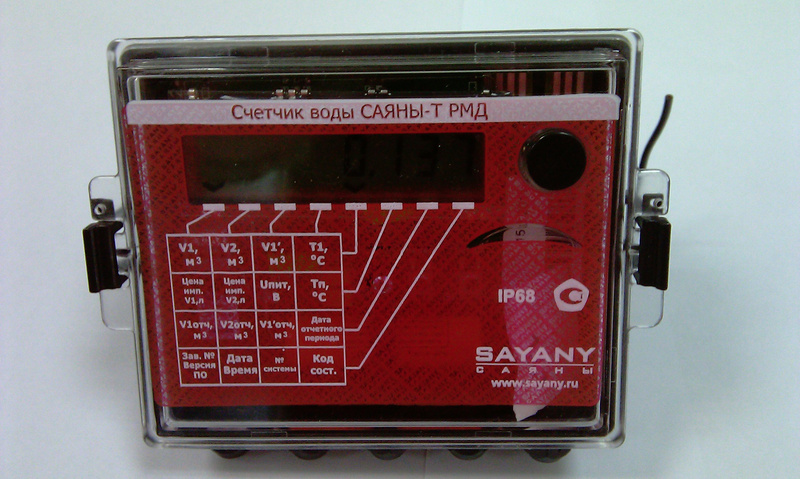 Счетчик воды САЯНЫ-Т РМД
0.131
V1, м³
V2, м³
V1', м³
T1, °C
Цена имп. V1,л
Цена имп. V2,л
Uпит, В
Tп, °C
V1отч, м³
V2отч, м³
V1'отч, м³
Дата отчетного периода
Зав. № Версия ПО
Дата Время
№ системы
Код сост.
IP68
SAYANY
САЯНЫ
www.sayany.ru